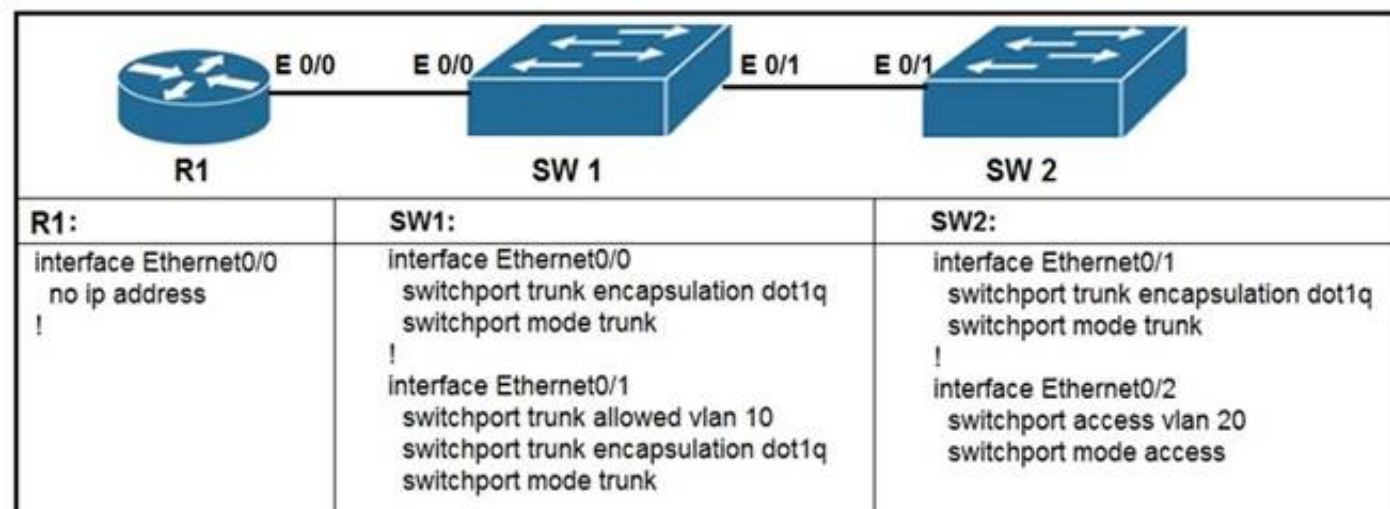 E 0/0 E 0/0 E 0/1 E 0/1
R1 SW 1 SW 2
R1:
interface Ethernet0/0
no ip address
!
SW1:
interface Ethernet0/0
switchport trunk encapsulation dot1q
switchport mode trunk
!
interface Ethernet0/1
switchport trunk allowed vlan 10
switchport trunk encapsulation dot1q
switchport mode trunk
SW2:
interface Ethernet0/1
switchport trunk encapsulation dot1q
switchport mode trunk
!
interface Ethernet0/2
switchport access vlan 20
switchport mode access